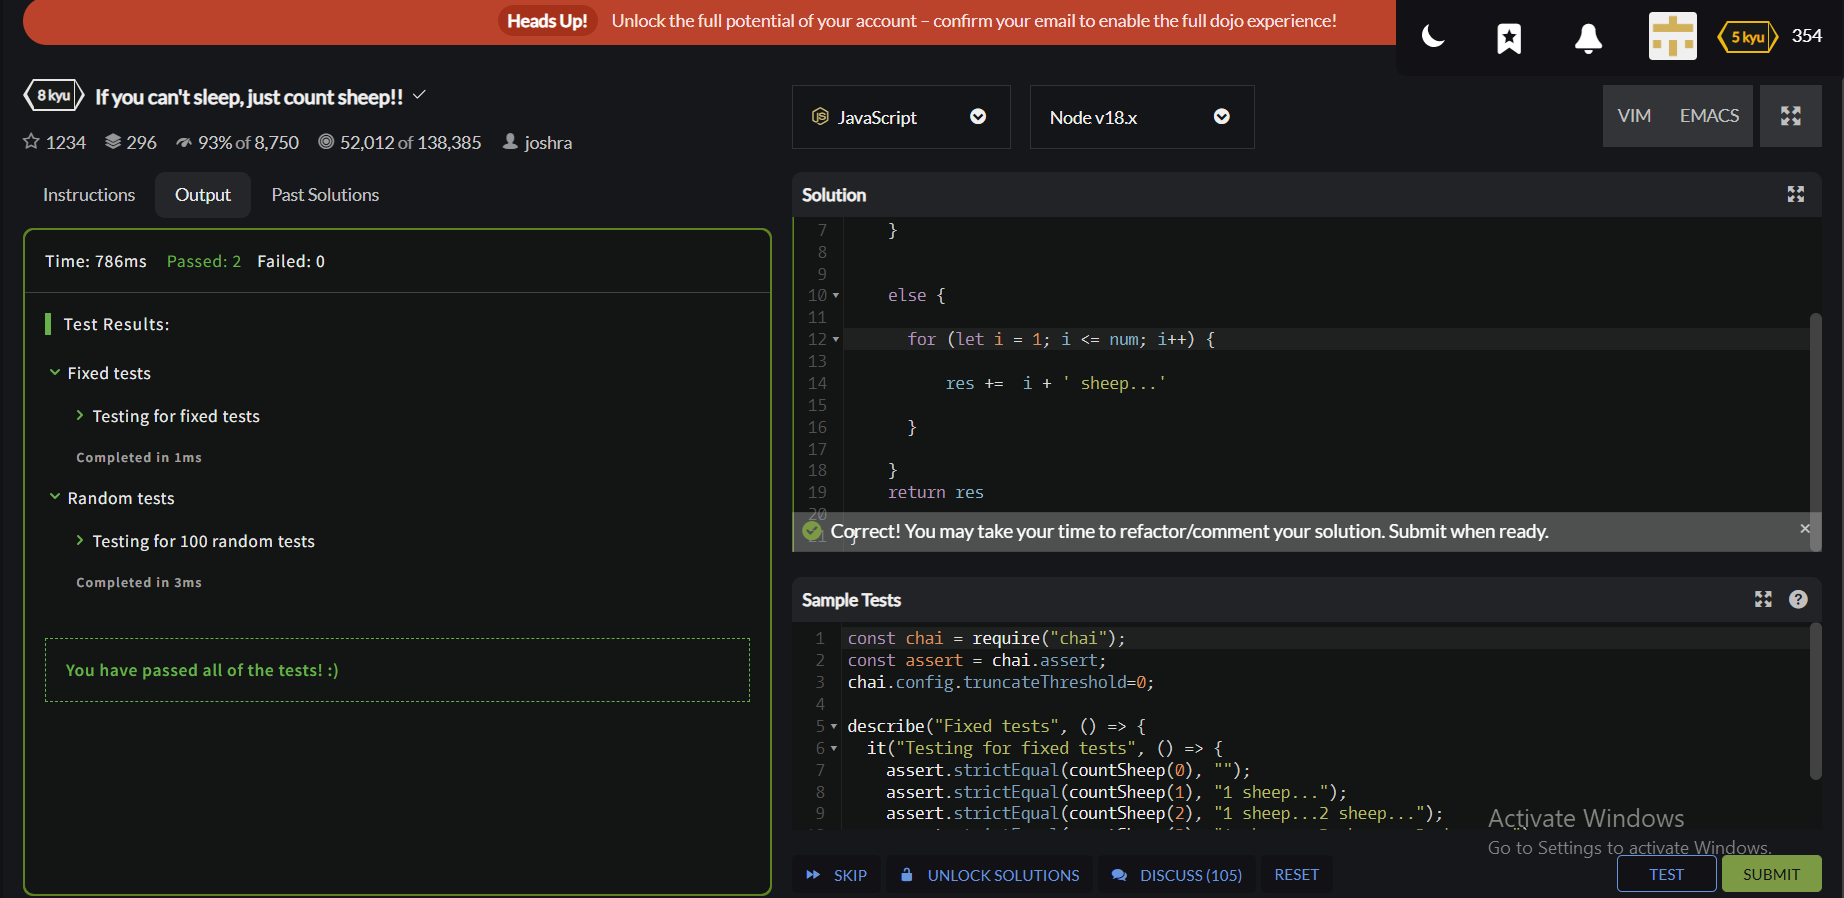 Heads Up! Unlock the full potential of your account – confirm your email to enable the full dojo experience!
5 kyu 354
8 kyu If you can't sleep, just count sheep!!
1234 296 93% of 8,750 52,012 of 138,385 joshra
JavaScript
Node v18.x
VIM EMACS
Instructions Output Past Solutions
Time: 786ms Passed: 2 Failed: 0
Test Results:
Fixed tests
Testing for fixed tests
Completed in 1ms
Random tests
Testing for 100 random tests
Completed in 3ms
You have passed all of the tests! :)
Solution
7 }
8
9
10 else {
11
12 for (let i = 1; i <= num; i++) {
13
14 res += i + ' sheep...'
15
16 }
17
18 }
19 return res
20
21 }
Correct! You may take your time to refactor/comment your solution. Submit when ready.
Sample Tests
1 const chai = require("chai");
2 const assert = chai.assert;
3 chai.config.truncateThreshold=0;
4
5 describe("Fixed tests", () => {
6 it("Testing for fixed tests", () => {
7 assert.strictEqual(countSheep(0), "");
8 assert.strictEqual(countSheep(1), "1 sheep...");
9 assert.strictEqual(countSheep(2), "1 sheep...2 sheep...");
Activate Windows
Go to Settings to activate Windows.
SKIP UNLOCK SOLUTIONS DISCUSS (105) RESET TEST SUBMIT